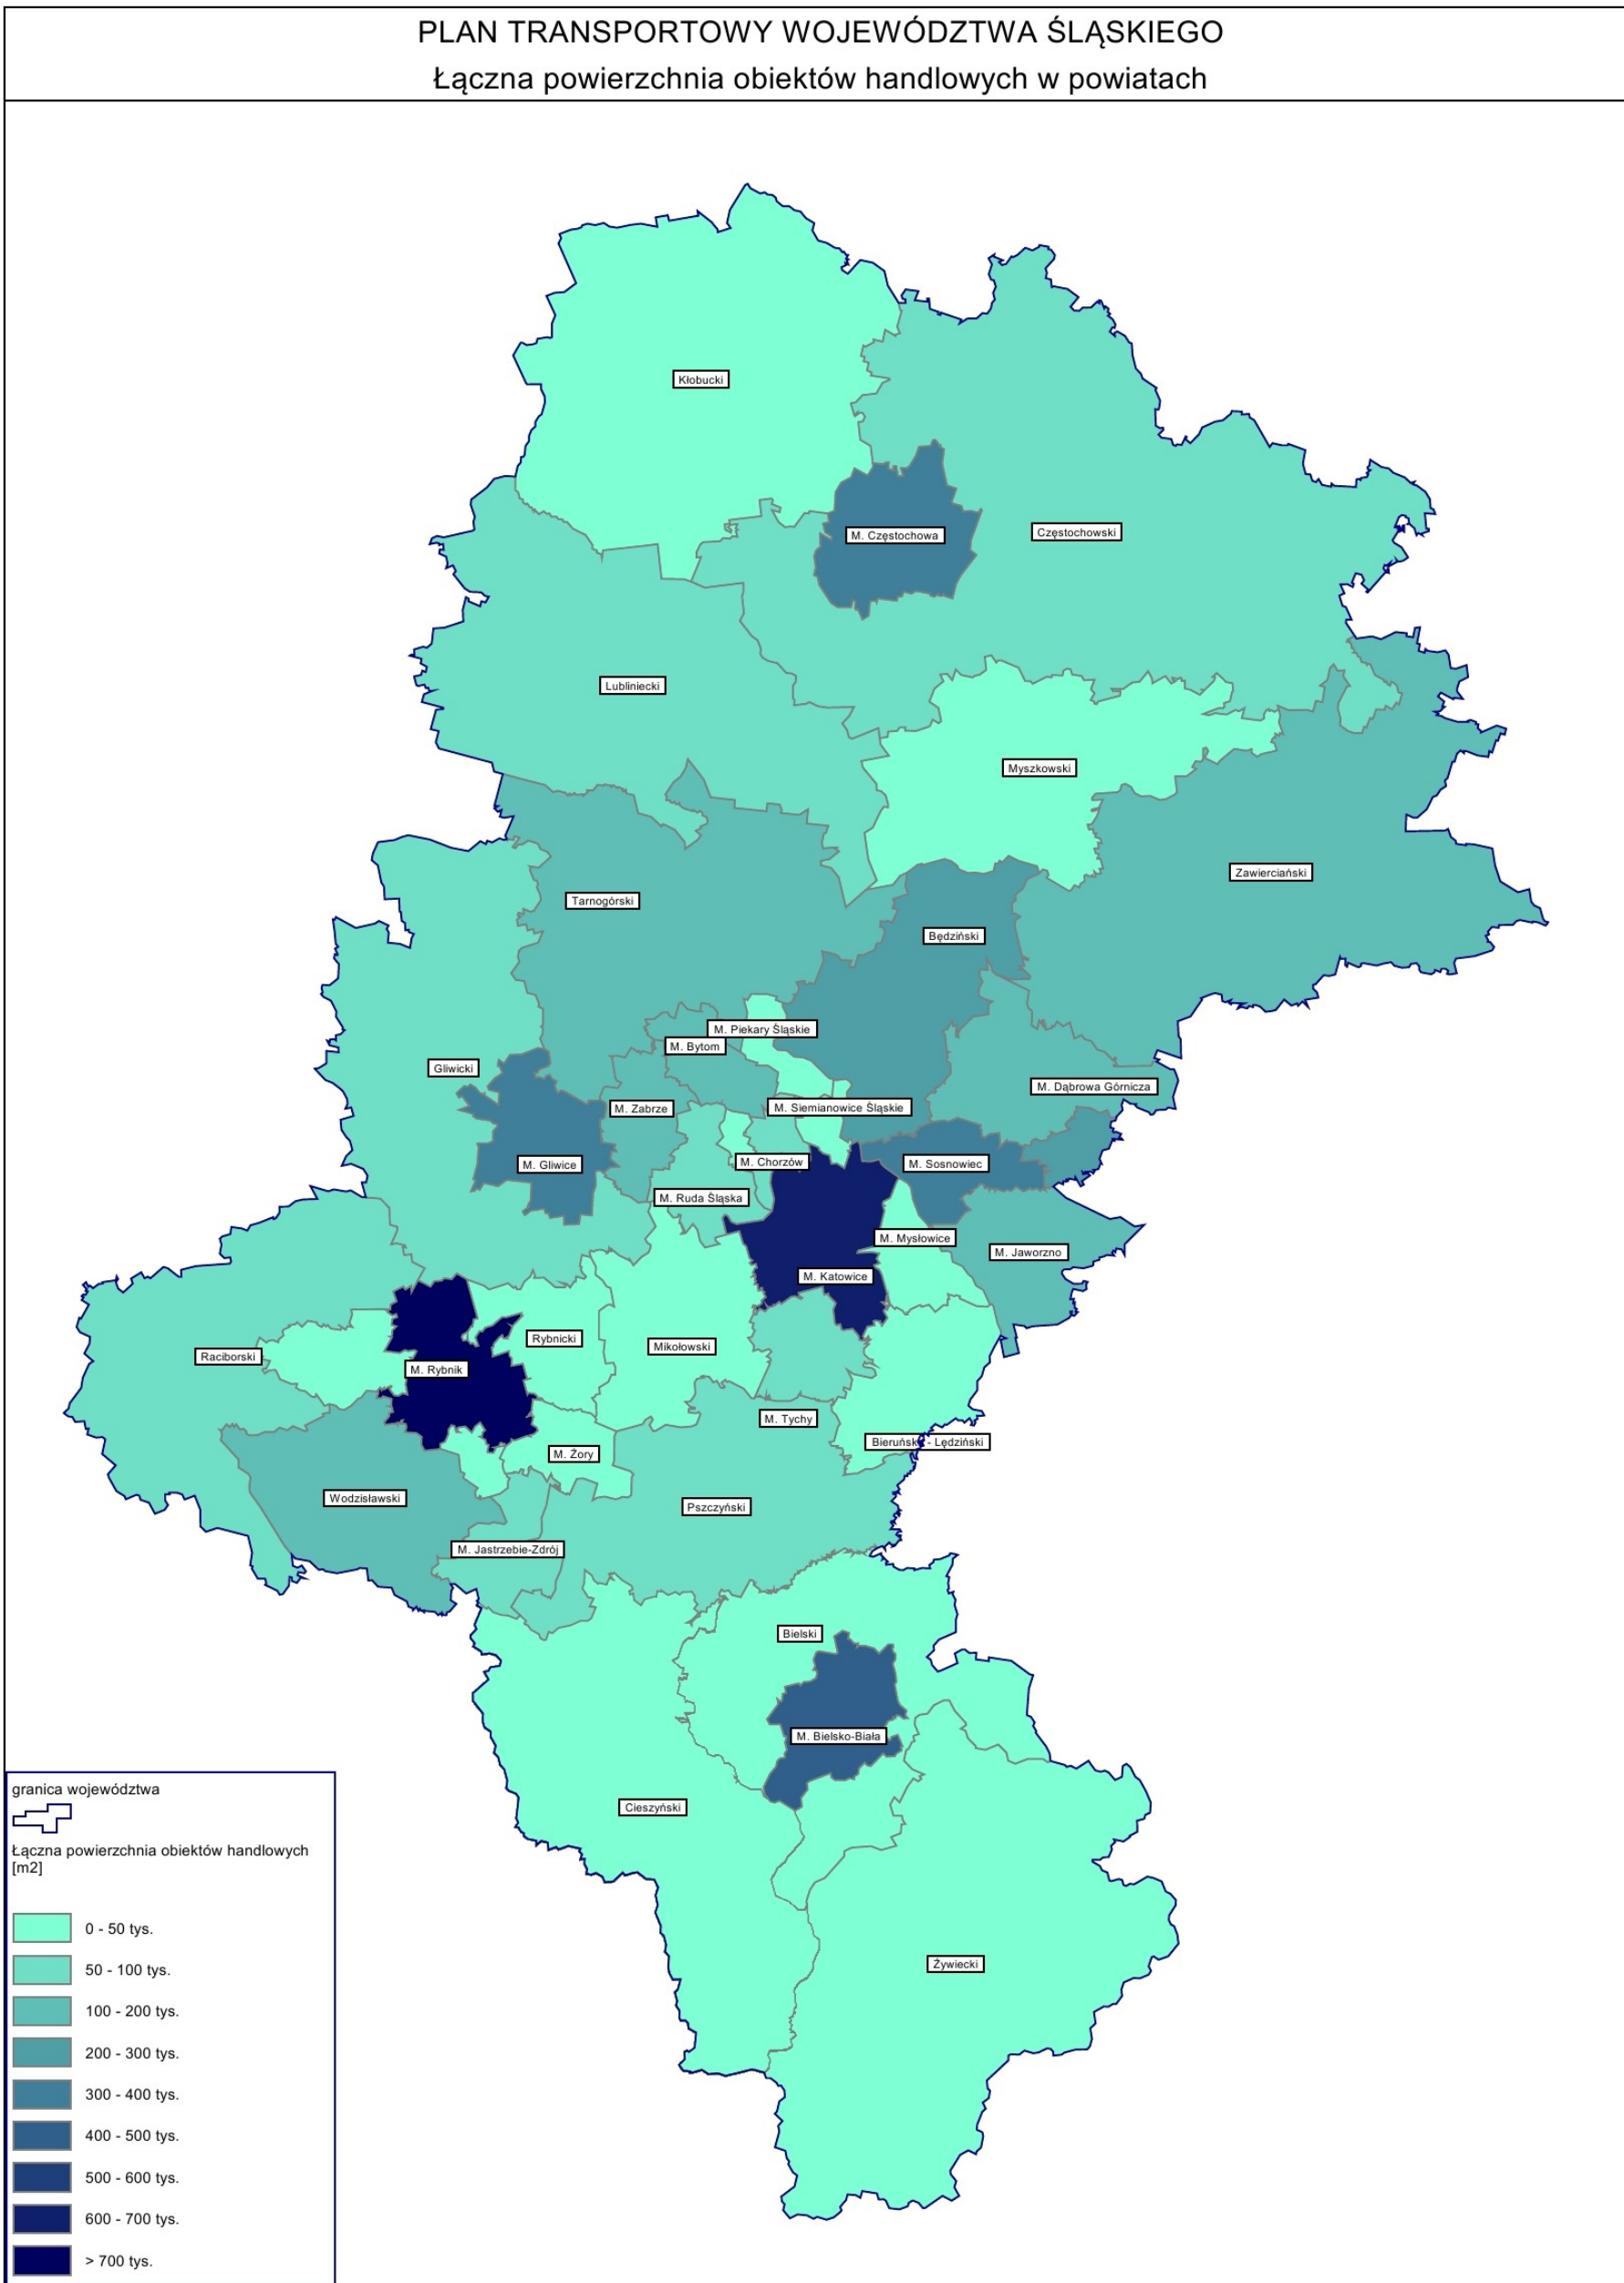 PLAN TRANSPORTOWY WOJEWÓDZTWA ŚLĄSKIEGO
Łączna powierzchnia obiektów handlowych w powiatach
Kłobucki
M. Częstochowa
Częstochowski
Lubliniecki
Myszkowski
Zawierciański
Tarnogórski
Będziński
M. Piekary Śląskie
M. Bytom
Gliwicki
M. Dąbrowa Górnicza
M. Zabrze
M. Siemianowice Śląskie
M. Gliwice
M. Chorzów
M. Sosnowiec
M. Ruda Śląska
M. Mysłowice
M. Jaworzno
M. Katowice
Rybnicki
Mikołowski
Raciborski
M. Rybnik
M. Tychy
Bieruńsko - Lędziński
M. Żory
Wodzisławski
Pszczyński
M. Jastrzebie-Zdrój
Bielski
M. Bielsko-Biała
Cieszyński
Żywiecki
granica województwa
Łączna powierzchnia obiektów handlowych
[m2]
0 - 50 tys.
50 - 100 tys.
100 - 200 tys.
200 - 300 tys.
300 - 400 tys.
400 - 500 tys.
500 - 600 tys.
600 - 700 tys.
> 700 tys.